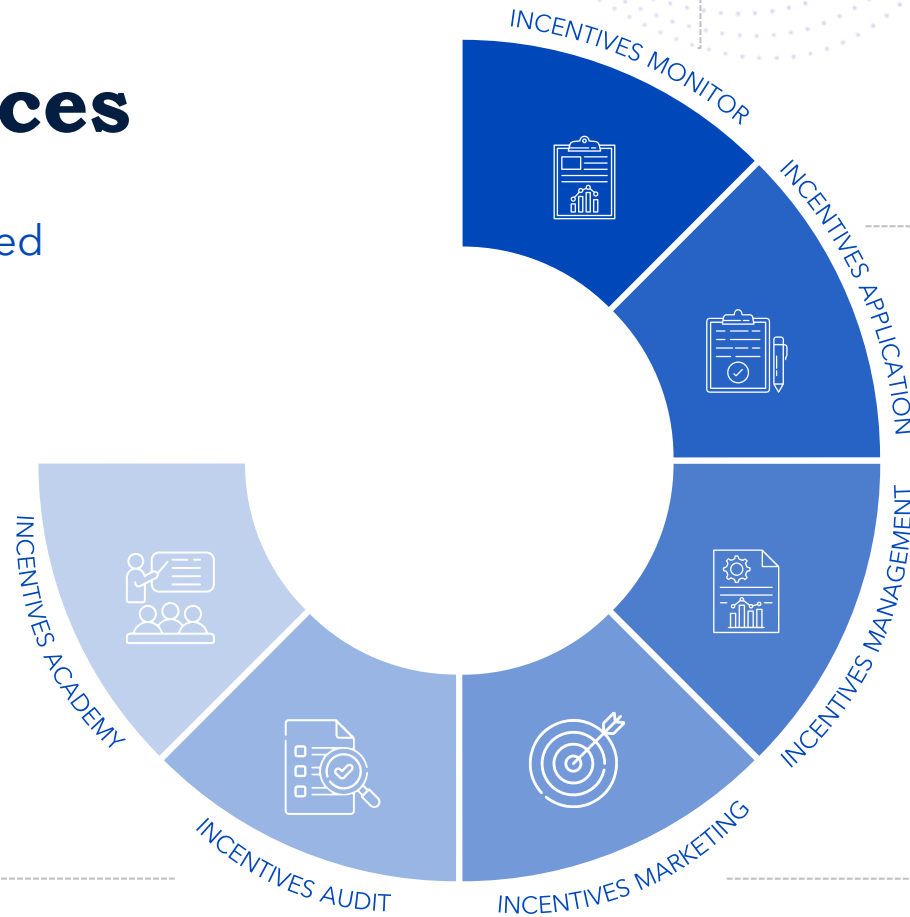 ces
ed
INCENTIVES MONITOR
INCENTIVES APPLICATION
INCENTIVES MANAGEMENT
INCENTIVES MARKETING
INCENTIVES AUDIT
INCENTIVES ACADEMY